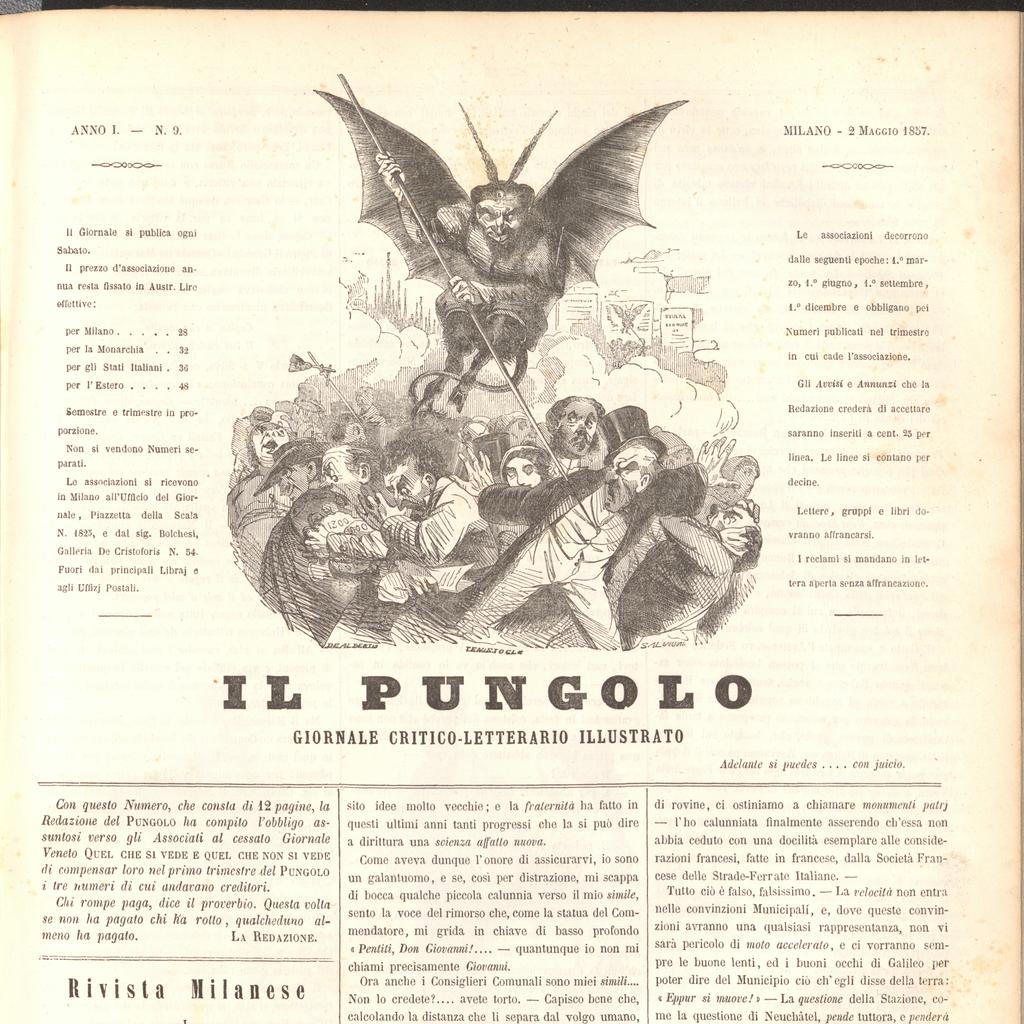 ANNO I. — N. 9.
MILANO - 2 MAGGIO 1857.
Il Giornale si publica ogni
Sabato.
Il prezzo d'associazione an-
nua resta fissato in Austr. Lire
effettive:
per Milano . . . . . 28
per la Monarchia . . 32
per gli Stati Italiani . 36
per l'Estero . . . . 48
Semestre e trimestre in pro-
porzione.
Non si vendono Numeri se-
parati.
Le associazioni si ricevono
in Milano all'Ufficio del Gior-
nale, Piazzetta della Scala
N. 1825, e dal sig. Bolchesi,
Galleria De Cristoforis N. 54.
Fuori dai principali Libraj e
agli Uffizj Postali.
Le associazioni decorrono
dalle seguenti epoche: 1.º mar-
zo, 1.º giugno, 1.º settembre,
1.º dicembre e obbligano pei
Numeri publicati nel trimestre
in cui cade l'associazione.
Gli Avvisi e Annunzi che la
Redazione crederà di accettare
saranno inseriti a cent. 25 per
linea. Le linee si contano per
decine.
Lettere, gruppi e libri do-
vranno affrancarsi.
I reclami si mandano in let-
tera aperta senza affrancazione.
DEALBERTIS
SALVIONI
IL PUNGOLO
GIORNALE CRITICO-LETTERARIO ILLUSTRATO
Adelante si puedes .... con juicio.
Con questo Numero, che consta di 12 pagine, la
Redazione del PUNGOLO ha compito l'obbligo as-
suntosi verso gli Associati al cessato Giornale
Veneto QUEL CHE SI VEDE E QUEL CHE NON SI VEDE
di compensar loro nel primo trimestre del PUNGOLO
i tre numeri di cui andavano creditori.
Chi rompe paga, dice il proverbio. Questa volta
se non ha pagato chi ha rotto, qualcheduno al-
meno ha pagato. LA REDAZIONE.
Rivista Milanese
I
sito idee molto vecchie; e la fraternità ha fatto in
questi ultimi anni tanti progressi che la si può dire
a dirittura una scienza affatto nuova.
Come aveva dunque l'onore di assicurarvi, io sono
un galantuomo, e se, così per distrazione, mi scappa
di bocca qualche piccola calunnia verso il mio simile,
sento la voce del rimorso che, come la statua del Com-
mendatore, mi grida in chiave di basso profondo
« Pentiti, Don Giovanni!.... — quantunque io non mi
chiami precisamente Giovanni.
Ora anche i Consiglieri Comunali sono miei simili....
Non lo credete?.... avete torto. — Capisco bene che,
calcolando la distanza che li separa dal volgo umano,
di rovine, ci ostiniamo a chiamare monumenti patrj
— l'ho calunniata finalmente asserendo ch'essa non
abbia ceduto con una docilità esemplare alle conside-
razioni francesi, fatte in francese, dalla Società Fran-
cese delle Strade-Ferrate Italiane. —
Tutto ciò è falso, falsissimo. — La velocità non entra
nelle convinzioni Municipali, e, dove queste convin-
zioni avranno una qualsiasi rappresentanza, non vi
sarà pericolo di moto accelerato, e ci vorranno sem-
pre le buone lenti, ed i buoni occhi di Galileo per
poter dire del Municipio ciò ch'egli disse della terra:
« Eppur si muove! » — La questione della Stazione, co-
me la questione di Neuchâtel, pende tuttora, e penderà